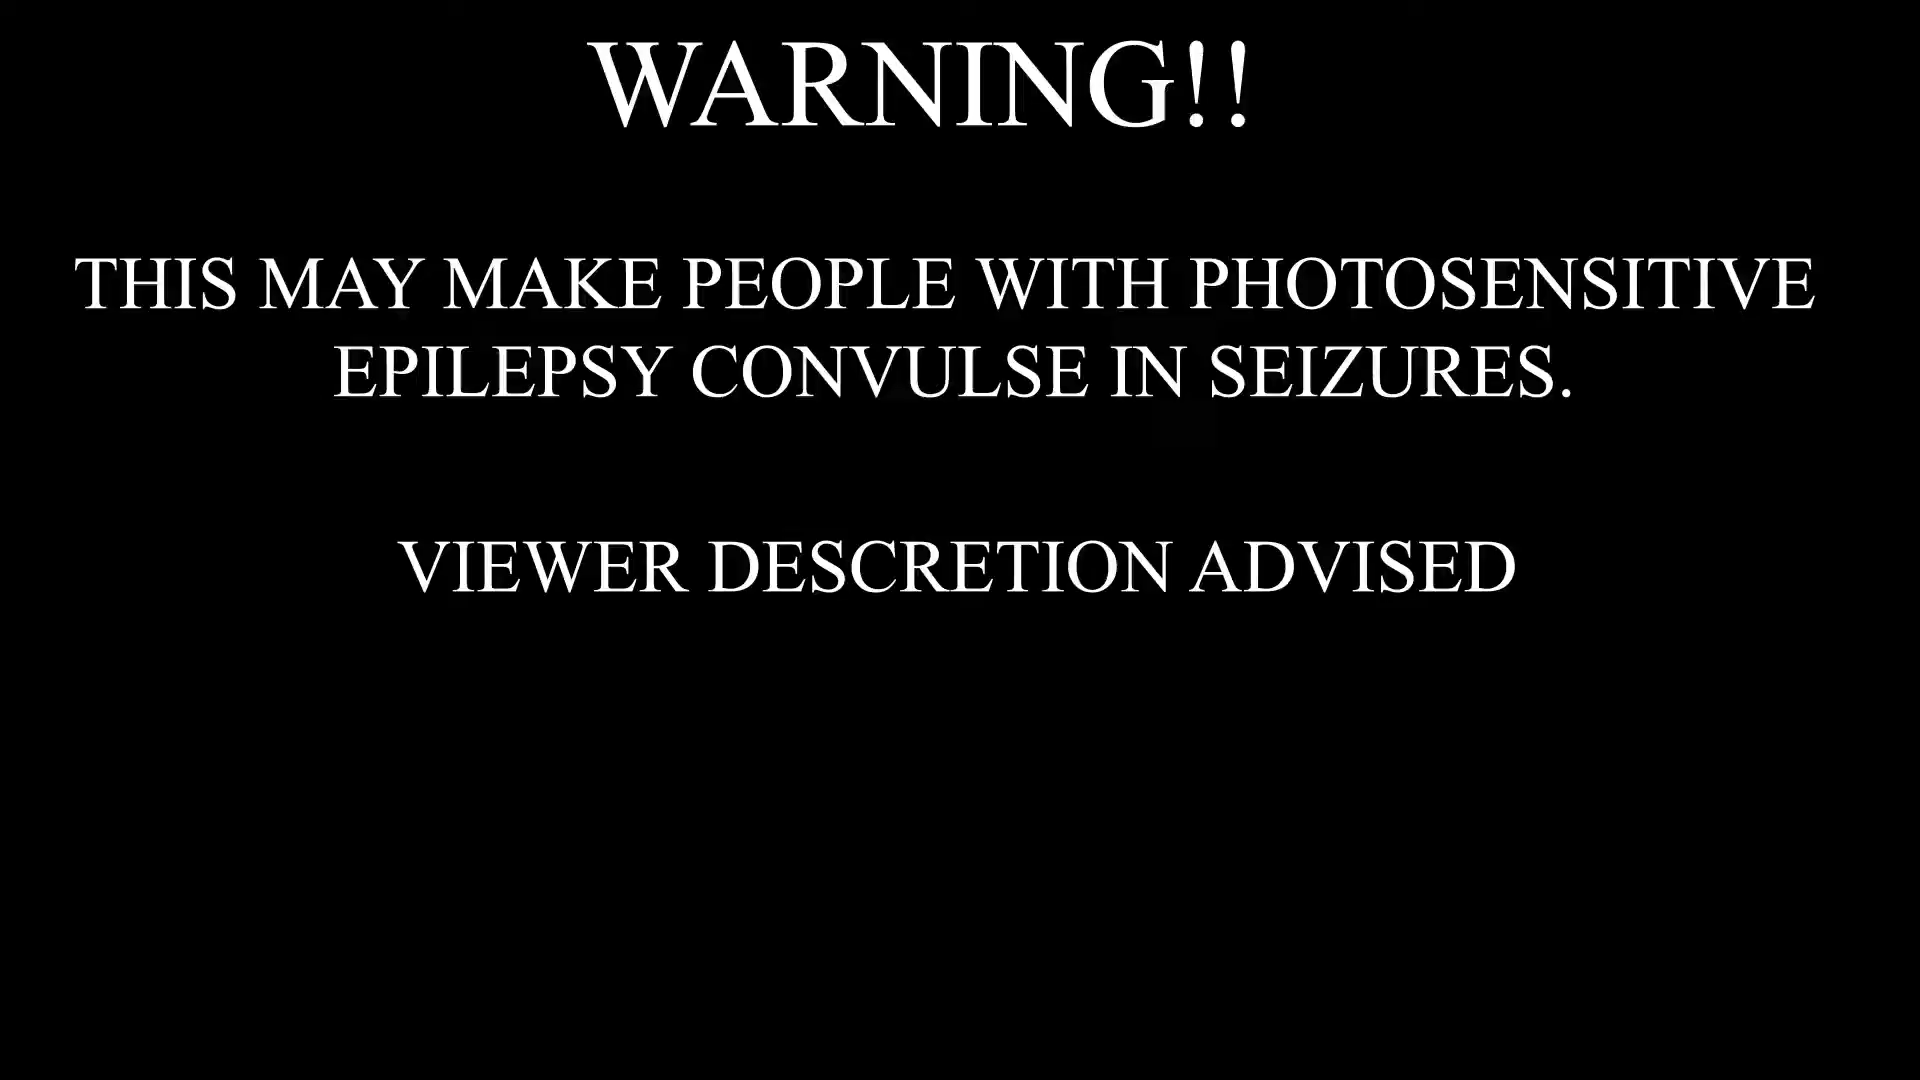 WARNING!!
THIS MAY MAKE PEOPLE WITH PHOTOSENSITIVE
EPILEPSY CONVULSE IN SEIZURES.
VIEWER DESCRETION ADVISED